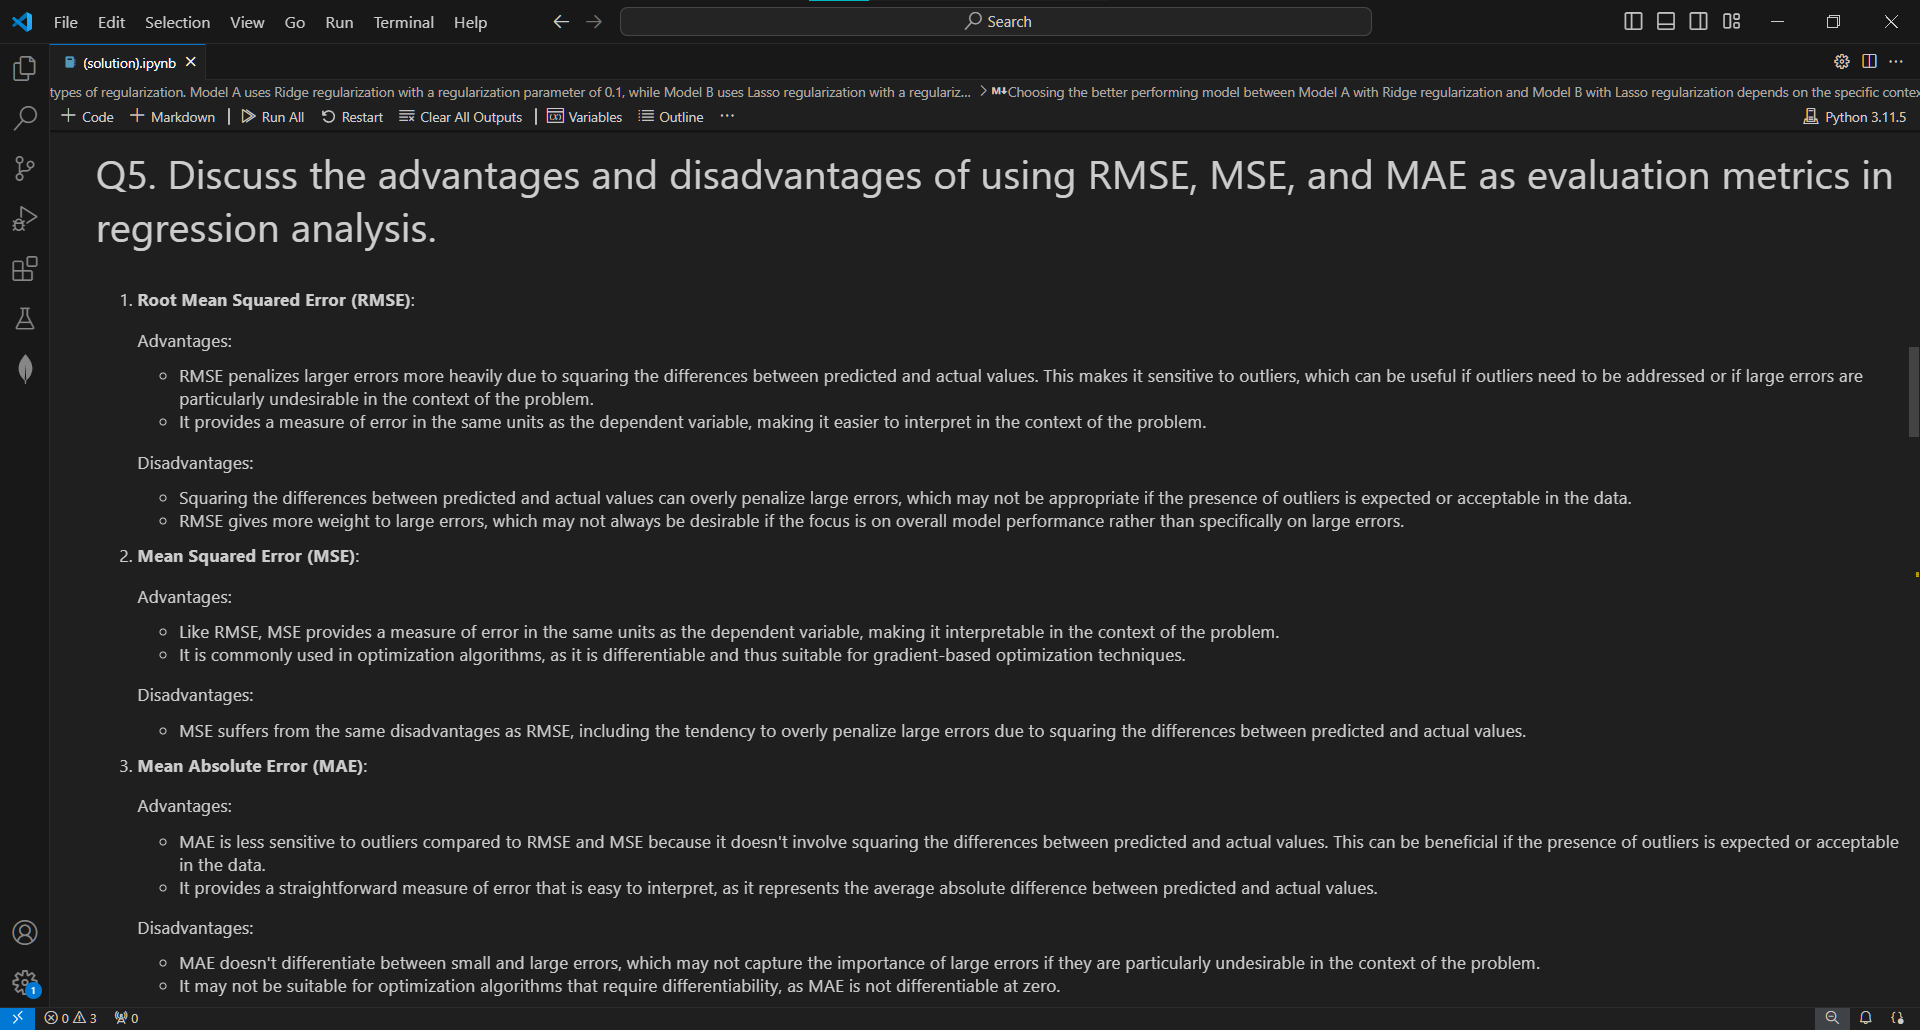 File Edit Selection View Go Run Terminal Help
Search
(solution).ipynb
types of regularization. Model A uses Ridge regularization with a regularization parameter of 0.1, while Model B uses Lasso regularization with a regulariz... > M↓ Choosing the better performing model between Model A with Ridge regularization and Model B with Lasso regularization depends on the specific contex
+ Code + Markdown | Run All Restart Clear All Outputs | Variables Outline ··· Python 3.11.5
Q5. Discuss the advantages and disadvantages of using RMSE, MSE, and MAE as evaluation metrics in
regression analysis.
1. Root Mean Squared Error (RMSE):
Advantages:
RMSE penalizes larger errors more heavily due to squaring the differences between predicted and actual values. This makes it sensitive to outliers, which can be useful if outliers need to be addressed or if large errors are
particularly undesirable in the context of the problem.
It provides a measure of error in the same units as the dependent variable, making it easier to interpret in the context of the problem.
Disadvantages:
Squaring the differences between predicted and actual values can overly penalize large errors, which may not be appropriate if the presence of outliers is expected or acceptable in the data.
RMSE gives more weight to large errors, which may not always be desirable if the focus is on overall model performance rather than specifically on large errors.
2. Mean Squared Error (MSE):
Advantages:
Like RMSE, MSE provides a measure of error in the same units as the dependent variable, making it interpretable in the context of the problem.
It is commonly used in optimization algorithms, as it is differentiable and thus suitable for gradient-based optimization techniques.
Disadvantages:
MSE suffers from the same disadvantages as RMSE, including the tendency to overly penalize large errors due to squaring the differences between predicted and actual values.
3. Mean Absolute Error (MAE):
Advantages:
MAE is less sensitive to outliers compared to RMSE and MSE because it doesn't involve squaring the differences between predicted and actual values. This can be beneficial if the presence of outliers is expected or acceptable
in the data.
It provides a straightforward measure of error that is easy to interpret, as it represents the average absolute difference between predicted and actual values.
Disadvantages:
MAE doesn't differentiate between small and large errors, which may not capture the importance of large errors if they are particularly undesirable in the context of the problem.
It may not be suitable for optimization algorithms that require differentiability, as MAE is not differentiable at zero.
1
0 3 0